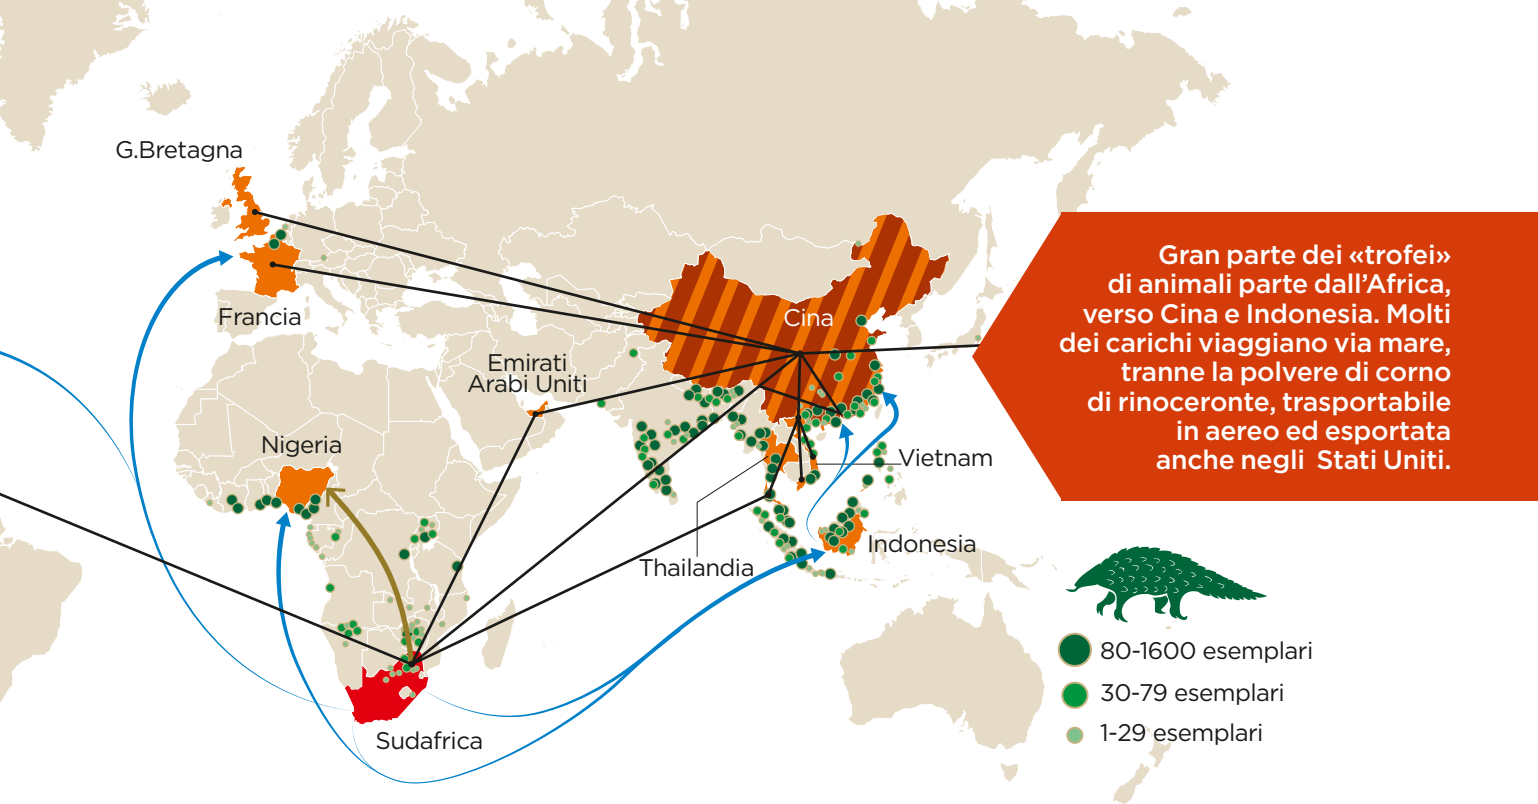 G.Bretagna
Francia
Nigeria
Emirati
Arabi Uniti
Cina
Vietnam
Thailandia
Indonesia
Sudafrica
Gran parte dei «trofei»
di animali parte dall’Africa,
verso Cina e Indonesia. Molti
dei carichi viaggiano via mare,
tranne la polvere di corno
di rinoceronte, trasportabile
in aereo ed esportata
anche negli Stati Uniti.
80-1600 esemplari
30-79 esemplari
1-29 esemplari